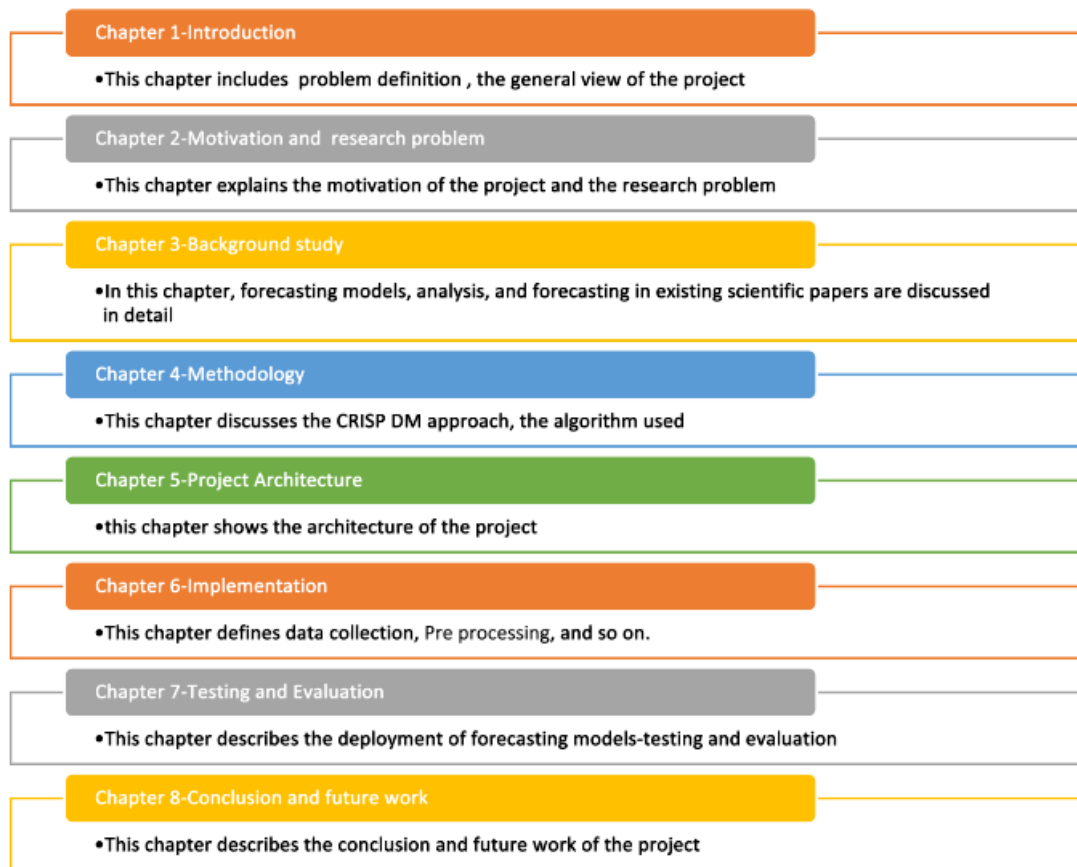 Chapter 1-Introduction
•This chapter includes problem definition , the general view of the project
Chapter 2-Motivation and research problem
•This chapter explains the motivation of the project and the research problem
Chapter 3-Background study
•In this chapter, forecasting models, analysis, and forecasting in existing scientific papers are discussed
in detail
Chapter 4-Methodology
•This chapter discusses the CRISP DM approach, the algorithm used
Chapter 5-Project Architecture
•this chapter shows the architecture of the project
Chapter 6-Implementation
•This chapter defines data collection, Pre processing, and so on.
Chapter 7-Testing and Evaluation
•This chapter describes the deployment of forecasting models-testing and evaluation
Chapter 8-Conclusion and future work
•This chapter describes the conclusion and future work of the project